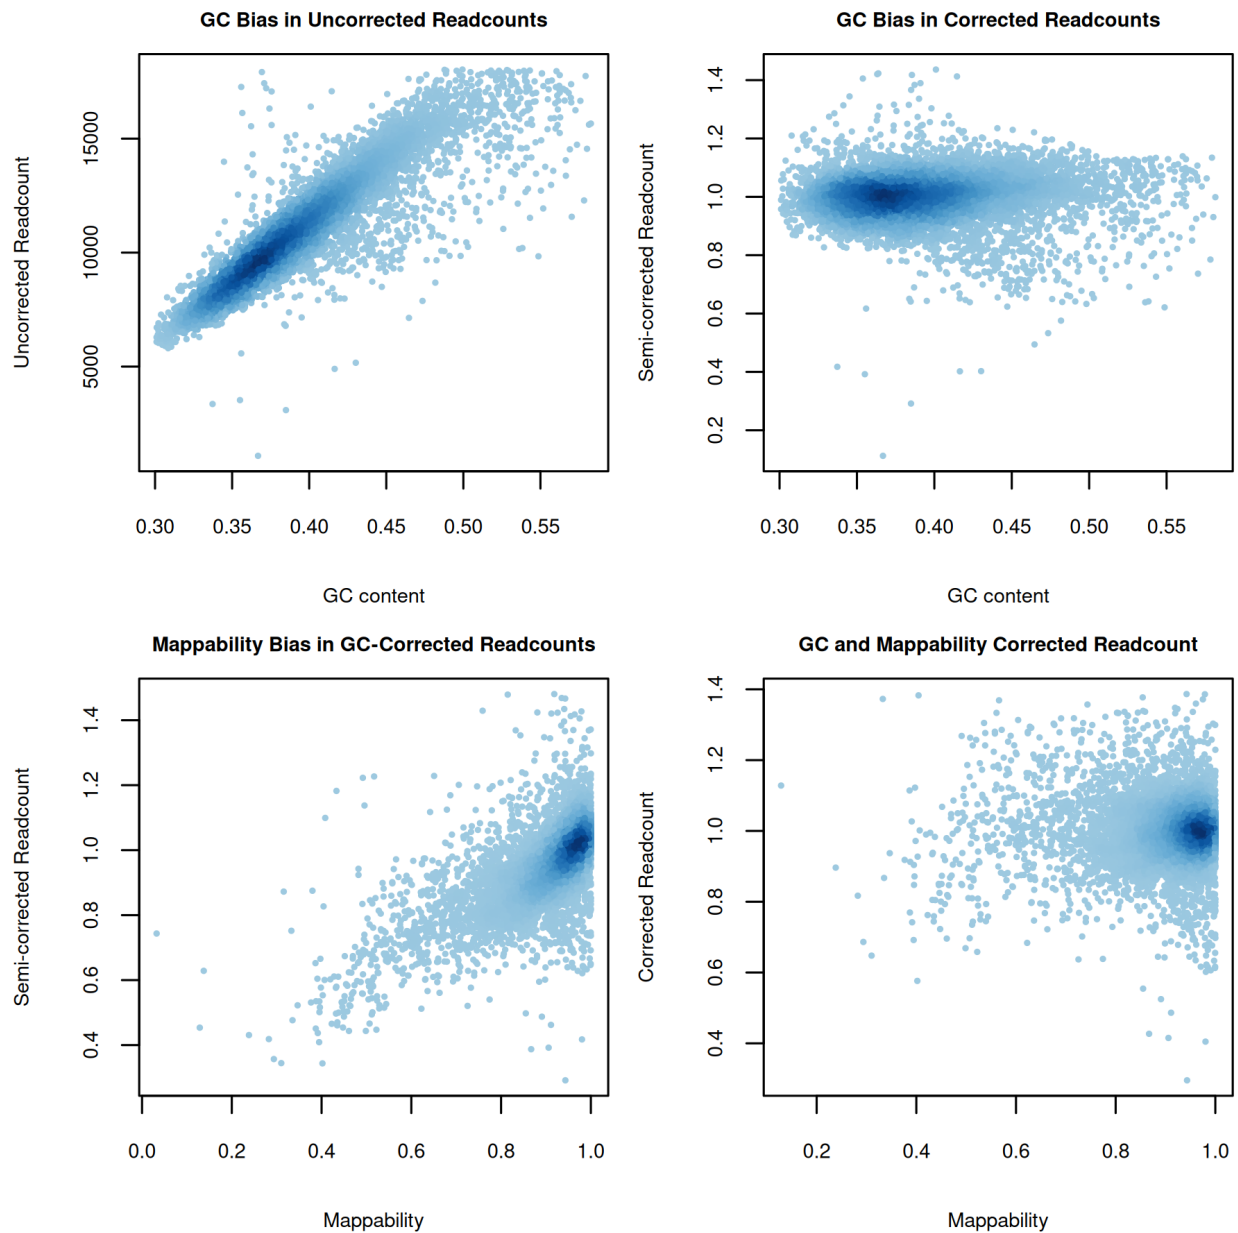 GC Bias in Uncorrected Readcounts
Uncorrected Readcount
15000
10000
5000
0.30 0.35 0.40 0.45 0.50 0.55
GC content
GC Bias in Corrected Readcounts
Semi-corrected Readcount
1.4
1.2
1.0
0.8
0.6
0.4
0.2
0.30 0.35 0.40 0.45 0.50 0.55
GC content
Mappability Bias in GC-Corrected Readcounts
Semi-corrected Readcount
1.4
1.2
1.0
0.8
0.6
0.4
0.0 0.2 0.4 0.6 0.8 1.0
Mappability
GC and Mappability Corrected Readcount
Corrected Readcount
1.4
1.2
1.0
0.8
0.6
0.4
0.2 0.4 0.6 0.8 1.0
Mappability